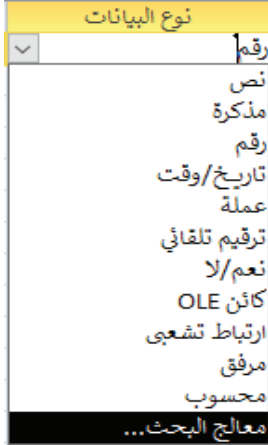 نوع البيانات
رقم
نص
مذكرة
رقم
تاريخ/وقت
عملة
ترقيم تلقائي
نعم/لا
كائن OLE
ارتباط تشعبي
مرفق
محسوب
معالج البحث...